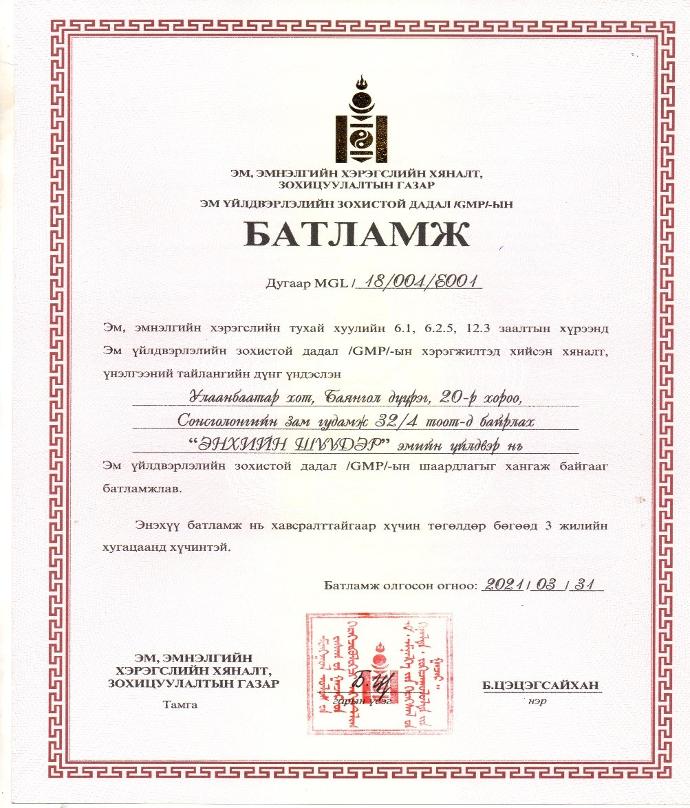 ЭМ, ЭМНЭЛГИЙН ХЭРЭГСЛИЙН ХЯНАЛТ,
ЗОХИЦУУЛАЛТЫН ГАЗАР
ЭМ ҮЙЛДВЭРЛЭЛИЙН ЗОХИСТОЙ ДАДАЛ /GMP/-ЫН
БАТЛАМЖ
Дугаар MGL / 18/001/E001
Эм, эмнэлгийн хэрэгслийн тухай хуулийн 6.1, 6.2.5, 12.3 заалтын хүрээнд
Эм үйлдвэрлэлийн зохистой дадал /GMP/-ын хэрэгжилтэд хийсэн хяналт,
үнэлгээний тайлангийн дүнг үндэслэн
Улаанбаатар хот, Баянгол дүүрэг, 20-р хороо,
Сонсголонгийн зам гудамж 32/4 тоот-д байрлах
“ЭНХИЙН ШҮҮДЭР” эмийн үйлдвэр нь
Эм үйлдвэрлэлийн зохистой дадал /GMP/-ын шаардлагыг хангаж байгааг
батламжлав.
Энэхүү батламж нь хавсралттайгаар хүчин төгөлдөр бөгөөд 3 жилийн
хугацаанд хүчинтэй.
Батламж олгосон огноо: 2021 / 03 / 31
ЭМ, ЭМНЭЛГИЙН
ХЭРЭГСЛИЙН ХЯНАЛТ,
ЗОХИЦУУЛАЛТЫН ГАЗАР
Тамга
гарын үсэг
Б.ЦЭЦЭГСАЙХАН
нэр